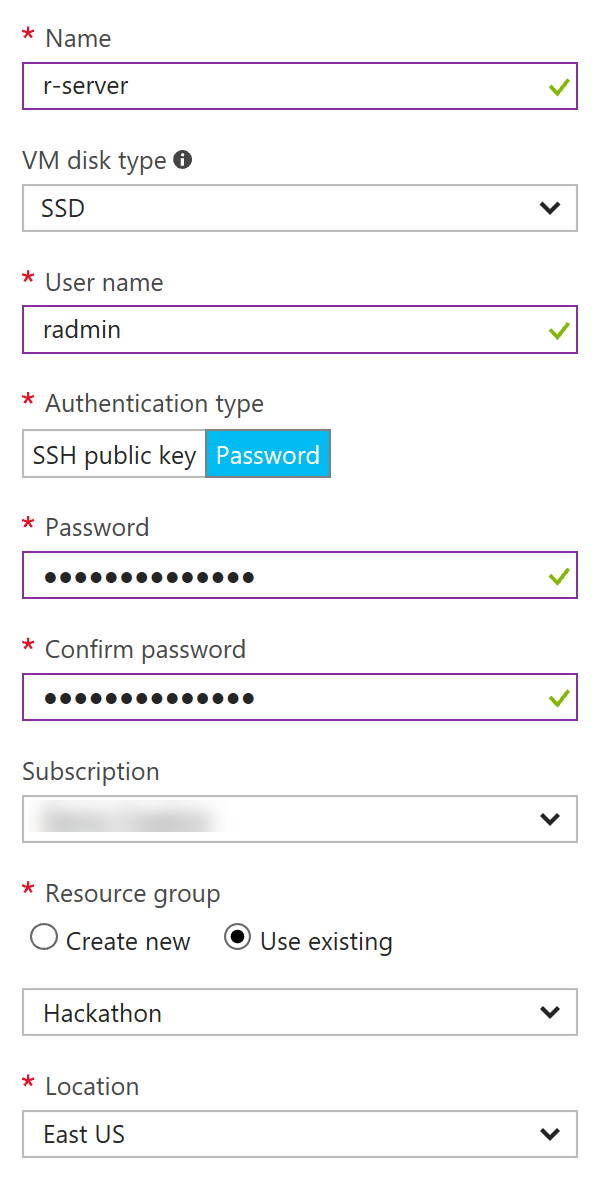 * Name
r-server
VM disk type
SSD
* User name
radmin
* Authentication type
SSH public key Password
* Password
●●●●●●●●●●●●●●
* Confirm password
●●●●●●●●●●●●●●
Subscription
* Resource group
Create new Use existing
Hackathon
* Location
East US